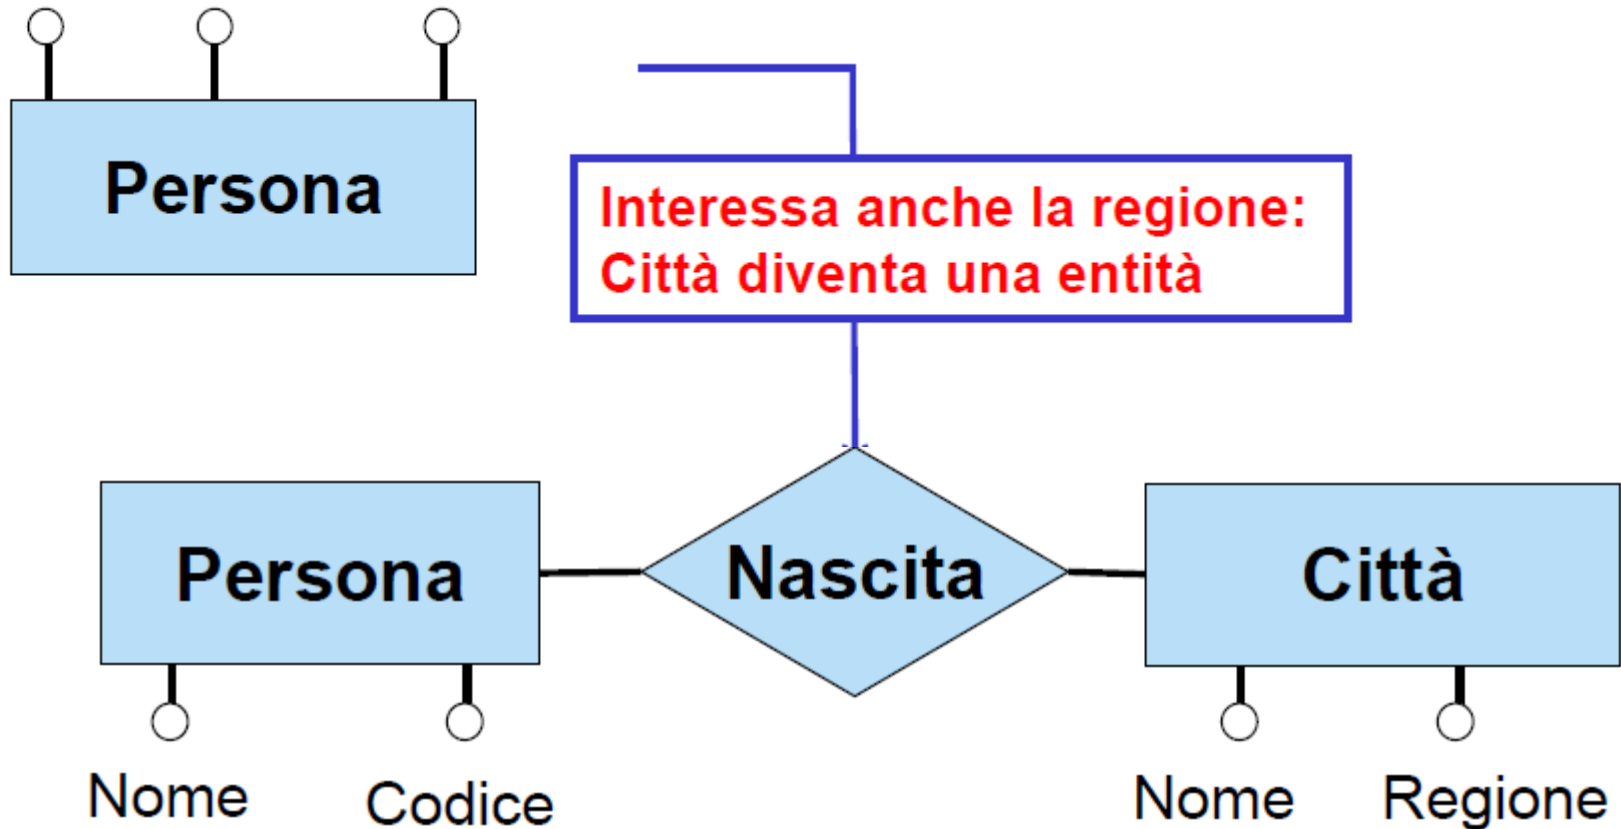 Persona
Interessa anche la regione:
Città diventa una entità
Persona
Nascita
Città
Nome
Codice
Nome
Regione